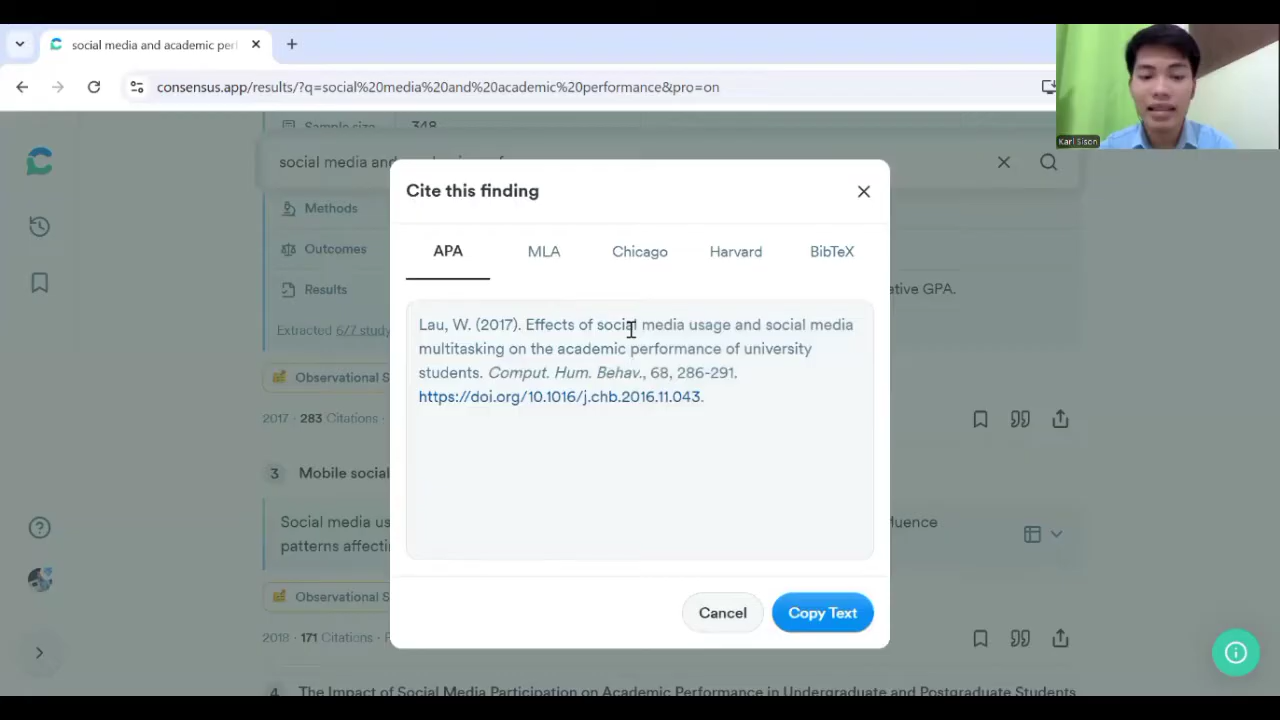 social media and academic per
consensus.app/results/?q=social%20media%20and%20academic%20performance&pro=on
Karl Sison
Sample size 348
social media and
Cite this finding
Methods
APA MLA Chicago Harvard BibTeX
Outcomes
Results
ative GPA.
Lau, W. (2017). Effects of social media usage and social media
multitasking on the academic performance of university
students. Comput. Hum. Behav., 68, 286-291.
https://doi.org/10.1016/j.chb.2016.11.043.
Extracted 6/7 study
Observational S
2017 · 283 Citations ·
3 Mobile social
Social media us
fluence
patterns affecti
Observational S
Cancel Copy Text
2018 · 171 Citations ·
4 The Impact of Social Media Participation on Academic Performance in Undergraduate and Postgraduate Students